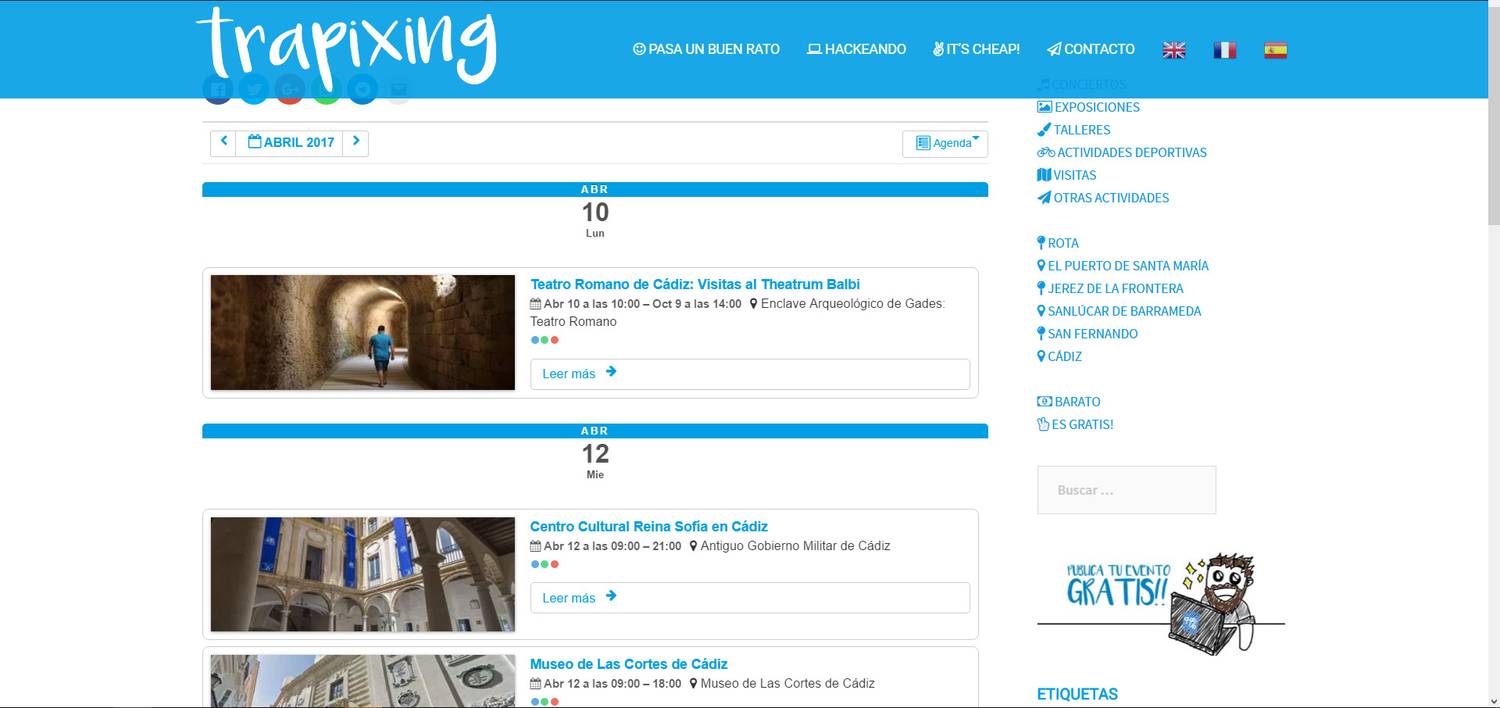 trapixing
PASA UN BUEN RATO
HACKEANDO
IT'S CHEAP!
CONTACTO
ABRIL 2017
Agenda
ABR
10
Lun
Teatro Romano de Cádiz: Visitas al Theatrum Balbi
Abr 10 a las 10:00 – Oct 9 a las 14:00 Enclave Arqueológico de Gades:
Teatro Romano
Leer más
ABR
12
Mie
Centro Cultural Reina Sofía en Cádiz
Abr 12 a las 09:00 – 21:00 Antiguo Gobierno Militar de Cádiz
Leer más
Museo de Las Cortes de Cádiz
Abr 12 a las 09:00 – 18:00 Museo de Las Cortes de Cádiz
CONCIERTOS
EXPOSICIONES
TALLERES
ACTIVIDADES DEPORTIVAS
VISITAS
OTRAS ACTIVIDADES
ROTA
EL PUERTO DE SANTA MARÍA
JEREZ DE LA FRONTERA
SANLÚCAR DE BARRAMEDA
SAN FERNANDO
CÁDIZ
BARATO
ES GRATIS!
Buscar ...
PUBLICA TU EVENTO
GRATIS!!
ETIQUETAS